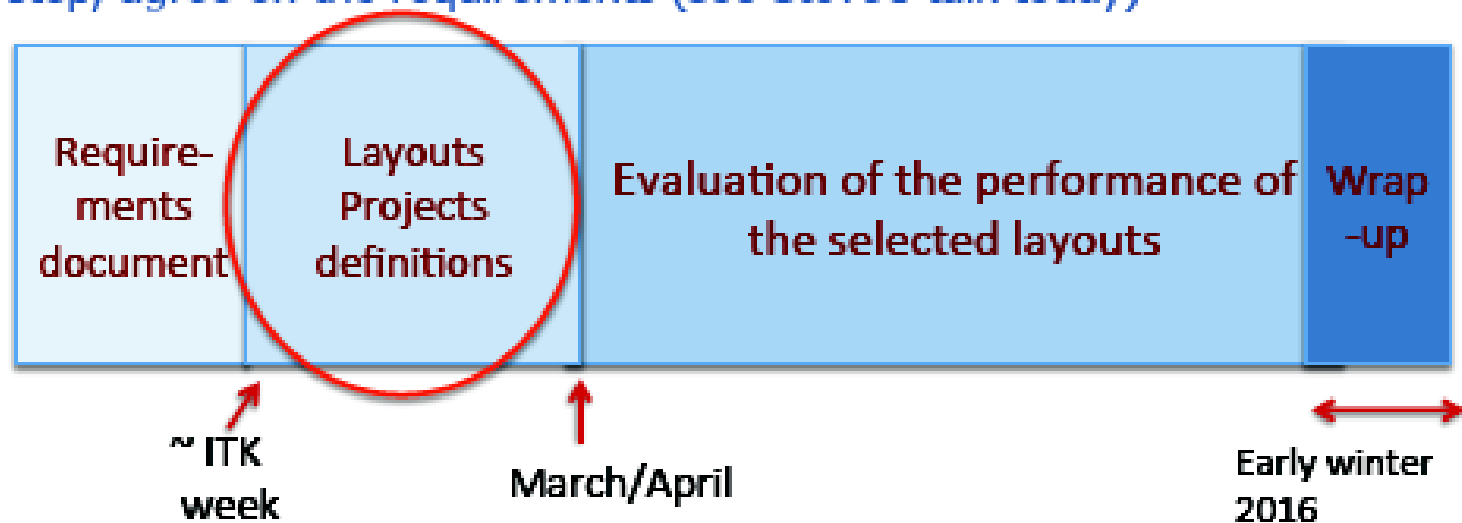 Require-
ments
document
Layouts
Projects
definitions
Evaluation of the performance of
the selected layouts
Wrap
-up
~ ITK
week
March/April
Early winter
2016